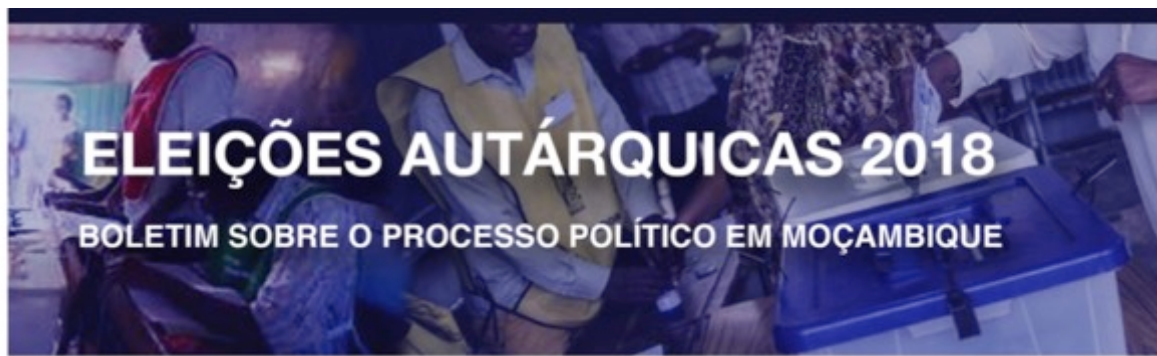 ELEIÇÕES AUTÁRQUICAS 2018
BOLETIM SOBRE O PROCESSO POLÍTICO EM MOÇAMBIQUE